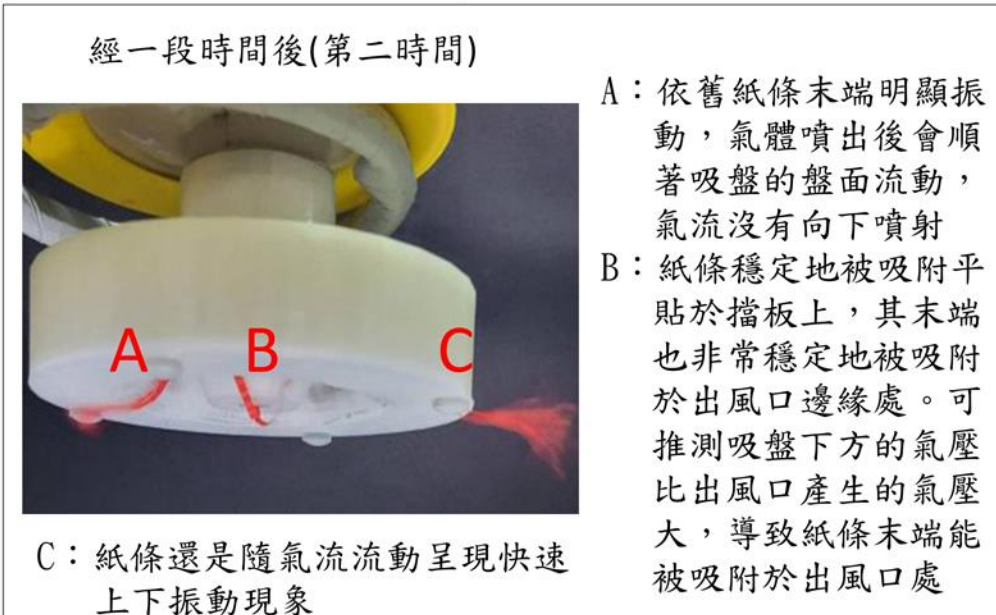 經一段時間後(第二時間)
A
B
C
A：依舊紙條末端明顯振
動，氣體噴出後會順
著吸盤的盤面流動，
氣流沒有向下噴射
B：紙條穩定地被吸附平
貼於擋板上，其末端
也非常穩定地被吸附
於出風口邊緣處。可
推測吸盤下方的氣壓
比出風口產生的氣壓
大，導致紙條末端能
被吸附於出風口處
C：紙條還是隨氣流流動呈現快速
上下振動現象